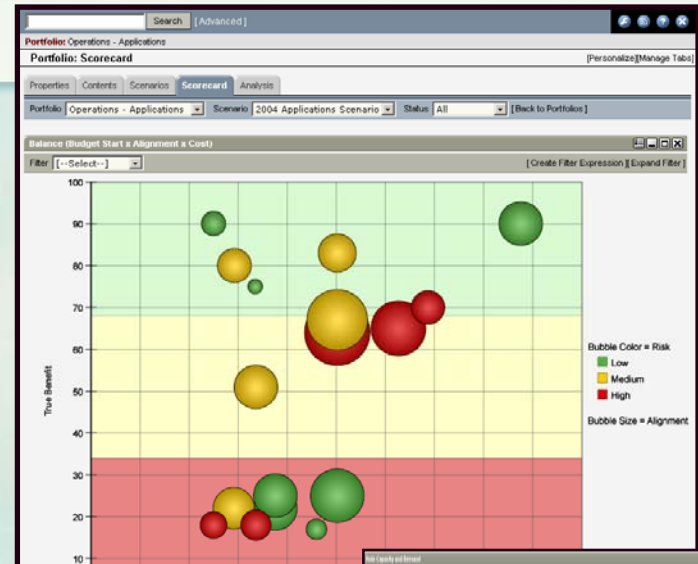 Search [Advanced]
Portfolio: Operations - Applications
Portfolio: Scorecard [Personalize][Manage Tabs]
Properties Contents Scenarios Scorecard Analysis
Portfolio Operations - Applications Scenario 2004 Applications Scenario Status All [Back to Portfolios]
Balance (Budget Start x Alignment x Cost)
Filter [--Select--] [Create Filter Expression][Expand Filter]
100
90
80
70
60
50
40
30
20
10
True Benefit
Bubble Color = Risk
Low
Medium
High
Bubble Size = Alignment